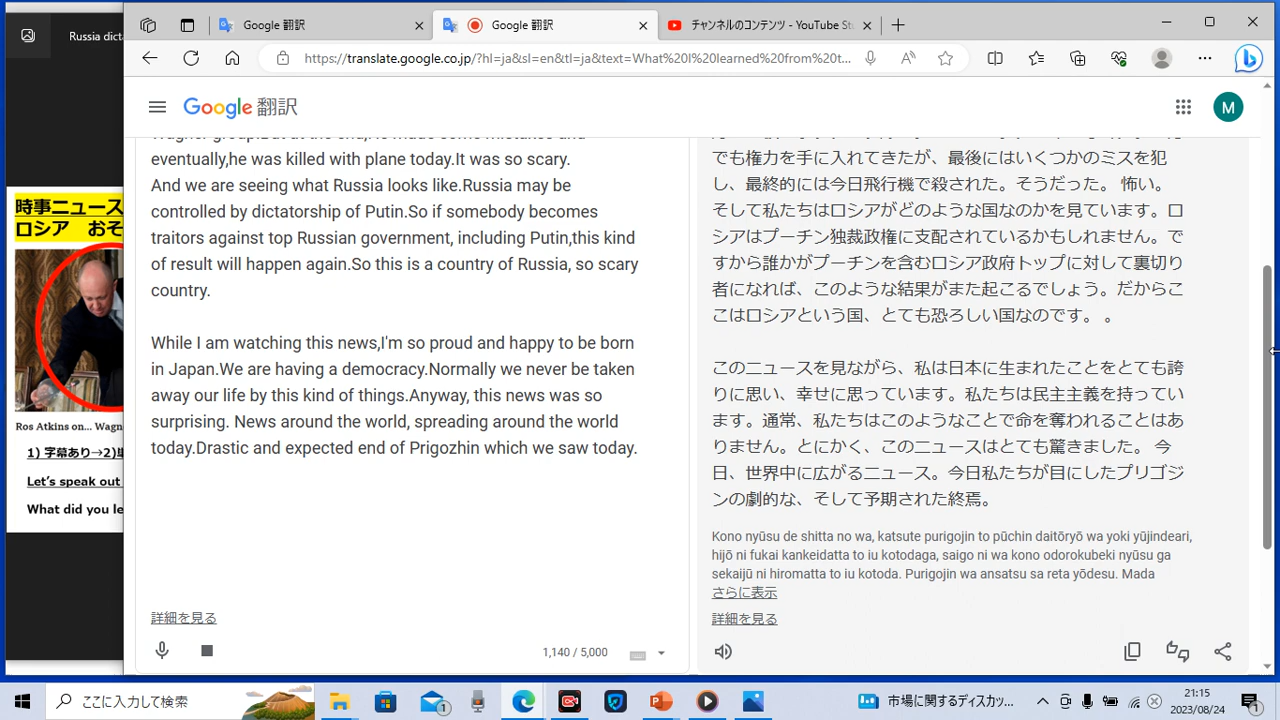 Russia dicta
Google 翻訳
Google 翻訳
チャンネルのコンテンツ - YouTube St
https://translate.google.co.jp/?hl=ja&sl=en&tl=ja&text=What%20I%20learned%20from%20t...
Google 翻訳
M
eventually,he was killed with plane today.It was so scary.
And we are seeing what Russia looks like.Russia may be
controlled by dictatorship of Putin.So if somebody becomes
traitors against top Russian government, including Putin,this kind
of result will happen again.So this is a country of Russia, so scary
country.
While I am watching this news,I'm so proud and happy to be born
in Japan.We are having a democracy.Normally we never be taken
away our life by this kind of things.Anyway, this news was so
surprising. News around the world, spreading around the world
today.Drastic and expected end of Prigozhin which we saw today.
詳細を見る
1,140 / 5,000
でも権力を手に入れてきたが、最後にはいくつかのミスを犯
し、最終的には今日飛行機で殺された。そうだった。 怖い。
そして私たちはロシアがどのような国なのかを見ています。ロ
シアはプーチン独裁政権に支配されているかもしれません。で
すから誰かがプーチンを含むロシア政府トップに対して裏切り
者になれば、このような結果がまた起こるでしょう。だからこ
こはロシアという国、とても恐ろしい国なのです。 。
このニュースを見ながら、私は日本に生まれたことをとても誇
りに思い、幸せに思っています。私たちは民主主義を持ってい
ます。通常、私たちはこのようなことで命を奪われることはあ
りません。とにかく、このニュースはとても驚きました。 今
日、世界中に広がるニュース。今日私たちが目にしたプリゴジ
ンの劇的な、そして予期された終焉。
Kono nyūsu de shitta no wa, katsute purigojin to pūchin daitōryō wa yoki yūjindeari,
hijō ni fukai kankeidatta to iu kotodaga, saigo ni wa kono odorokubeki nyūsu ga
sekaijū ni hiromatta to iu kotoda. Purigojin wa ansatsu sa reta yōdesu. Mada
さらに表示
詳細を見る
時事ニュース
ロシア おそ
Ros Atkins on... Wagn
1) 字幕あり→2)
Let's speak out
What did you le
ここに入力して検索
市場に関するディスカッ...
21:15
2023/08/24